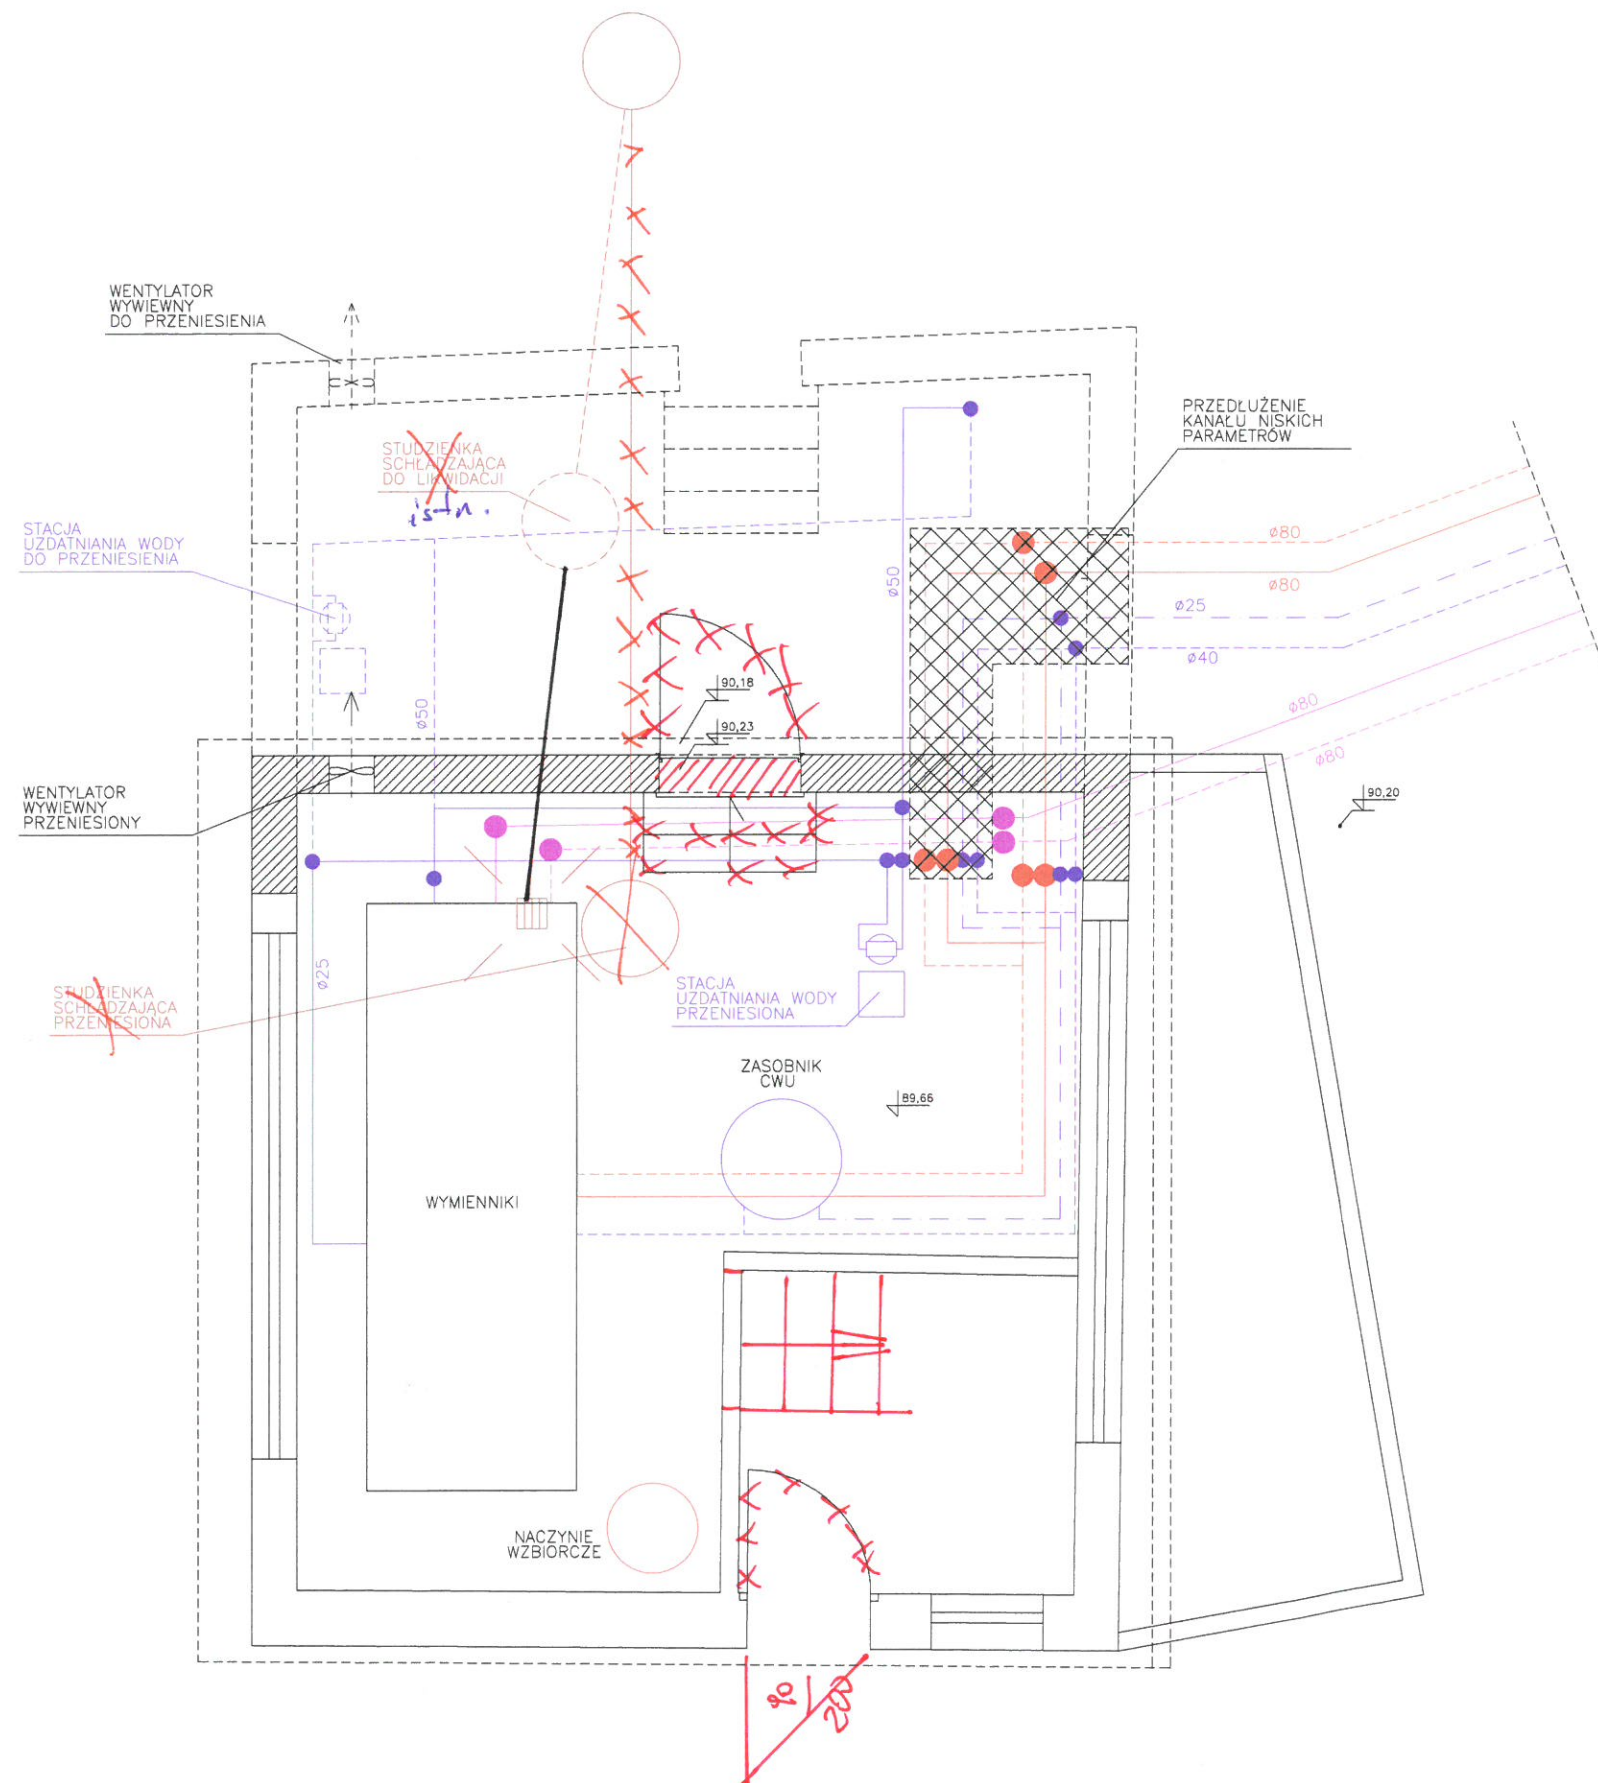 WENTYLATOR
WYWIEWNY
DO PRZENIESIENIA
PRZEDŁUŻENIE
KANAŁU NISKICH
PARAMETRÓW
STUDZIENKA
SCHŁADZAJĄCA
DO LIKWIDACJI
istn.
STACJA
UZDATNIANIA WODY
DO PRZENIESIENIA
ø80
ø80
ø50
ø25
ø40
90,18
ø50
90,23
ø80
ø80
WENTYLATOR
WYWIEWNY
PRZENIESIONY
90,20
ø25
STUDZIENKA
SCHŁADZAJĄCA
PRZENIESIONA
STACJA
UZDATNIANIA WODY
PRZENIESIONA
ZASOBNIK
CWU
89,66
WYMIENNIKI
NACZYNIE
WZBIORCZE
90
200